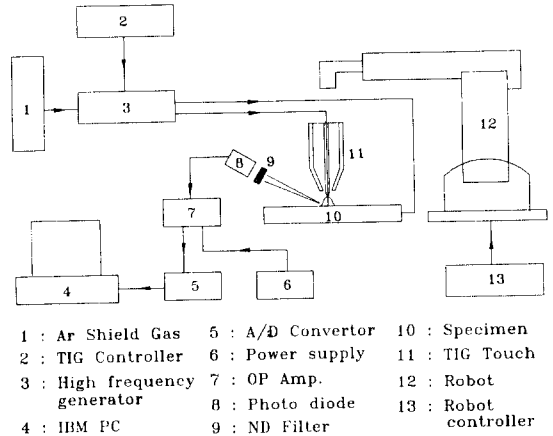 2
1
3
12
11
8
9
10
7
4
5
6
13
1 : Ar Shield Gas
2 : TIG Controller
3 : High frequency
generator
4 : IBM PC
5 : A/D Convertor
6 : Power supply
7 : OP Amp.
8 : Photo diode
9 : ND Filter
10 : Specimen
11 : TIG Touch
12 : Robot
13 : Robot
controller